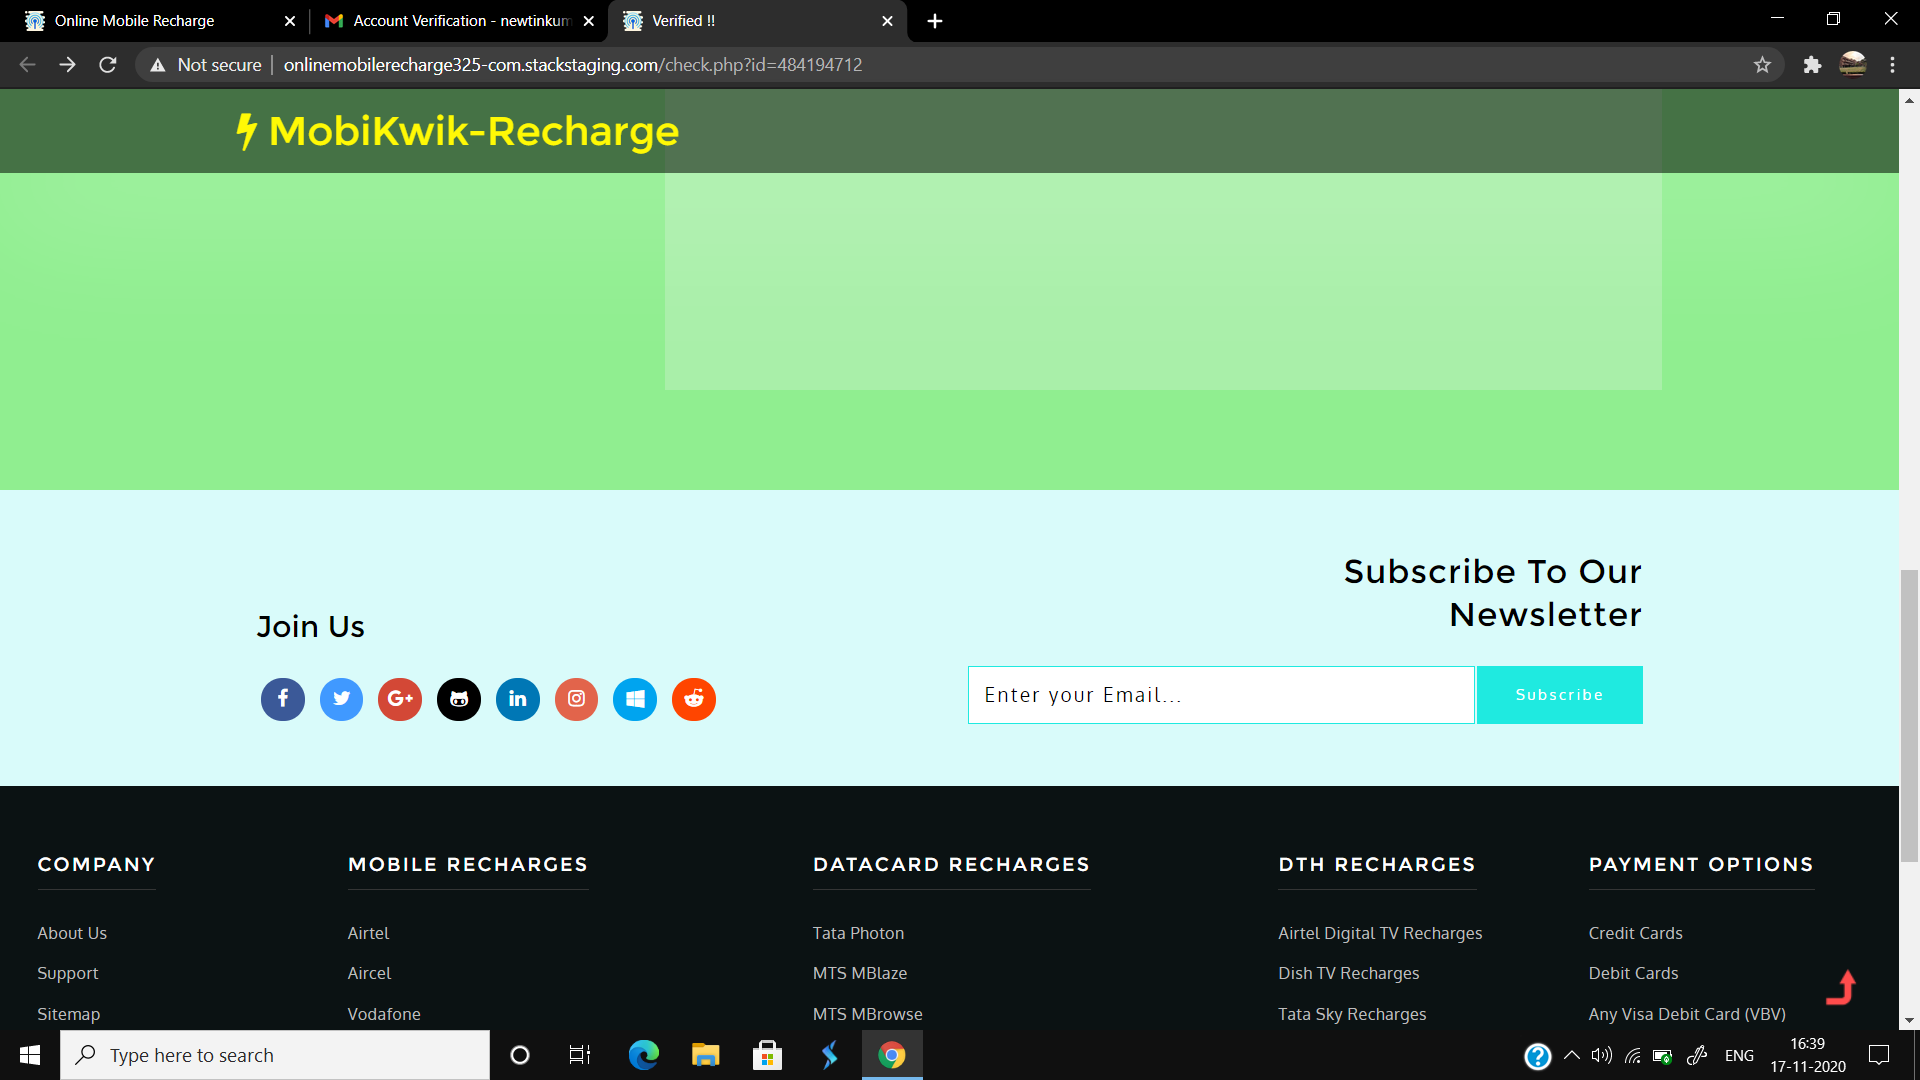 Online Mobile Recharge
Account Verification - newtinkum
Verified !!
Not secure
onlinemobilerecharge325-com.stackstaging.com/check.php?id=484194712
MobiKwik-Recharge
Subscribe To Our
Newsletter
Join Us
Enter your Email...
Subscribe
COMPANY
About Us
Support
Sitemap
MOBILE RECHARGES
Airtel
Aircel
Vodafone
DATACARD RECHARGES
Tata Photon
MTS MBlaze
MTS MBrowse
DTH RECHARGES
Airtel Digital TV Recharges
Dish TV Recharges
Tata Sky Recharges
PAYMENT OPTIONS
Credit Cards
Debit Cards
Any Visa Debit Card (VBV)
Type here to search
ENG
16:39
17-11-2020